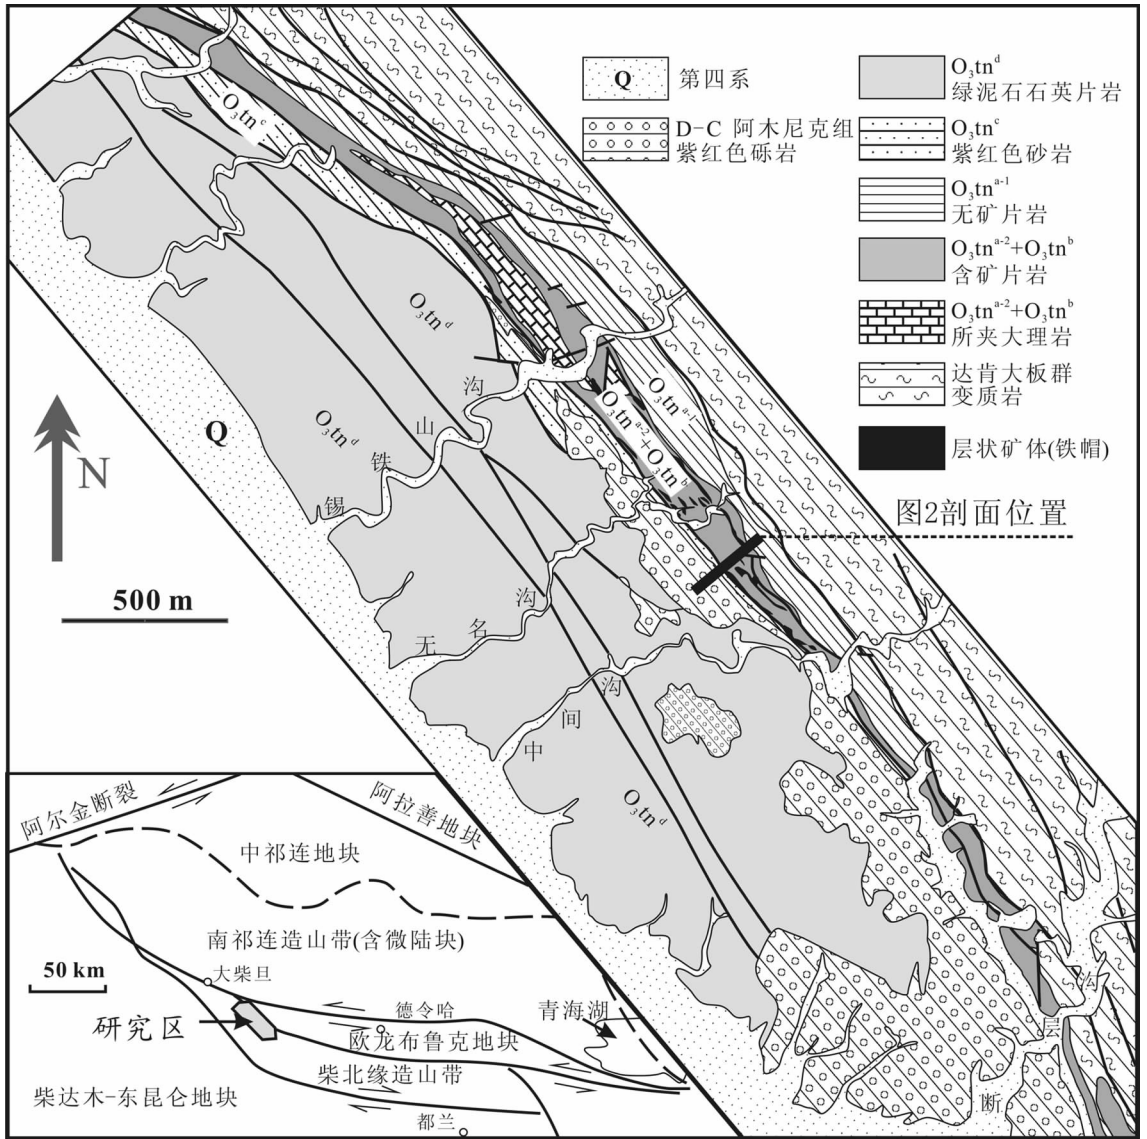 Q
第四系
D-C 阿木尼克组
紫红色砾岩
O₃tnᵈ
绿泥石石英片岩
O₃tnᶜ
紫红色砂岩
O₃tnᵃ⁻¹
无矿片岩
O₃tnᵃ⁻²+O₃tnᵇ
含矿片岩
O₃tnᵃ⁻²+O₃tnᵇ
所夹大理岩
达肯大板群
变质岩
层状矿体(铁帽)
图2剖面位置
O₃tnᶜ
O₃tnᵈ
O₃tnᵈ
O₃tnᵃ⁻¹
O₃tnᵃ⁻²+O₃tnᵇ
Q
锡铁山沟
N
500 m
无名沟
中间沟
O₃tnᵈ
断层沟
阿尔金断裂
阿拉善地块
中祁连地块
南祁连造山带(含微陆块)
50 km
大柴旦
研究区
德令哈
青海湖
欧龙布鲁克地块
柴北缘造山带
柴达木-东昆仑地块
都兰